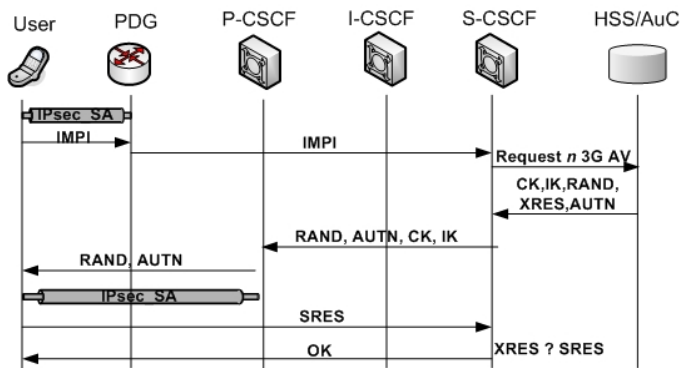 User PDG P-CSCF I-CSCF S-CSCF HSS/AuC
IPsec SA
IMPI
IMPI
Request n 3G AV
CK,IK,RAND,
XRES,AUTN
RAND, AUTN, CK, IK
RAND, AUTN
IPsec SA
SRES
OK
XRES ? SRES